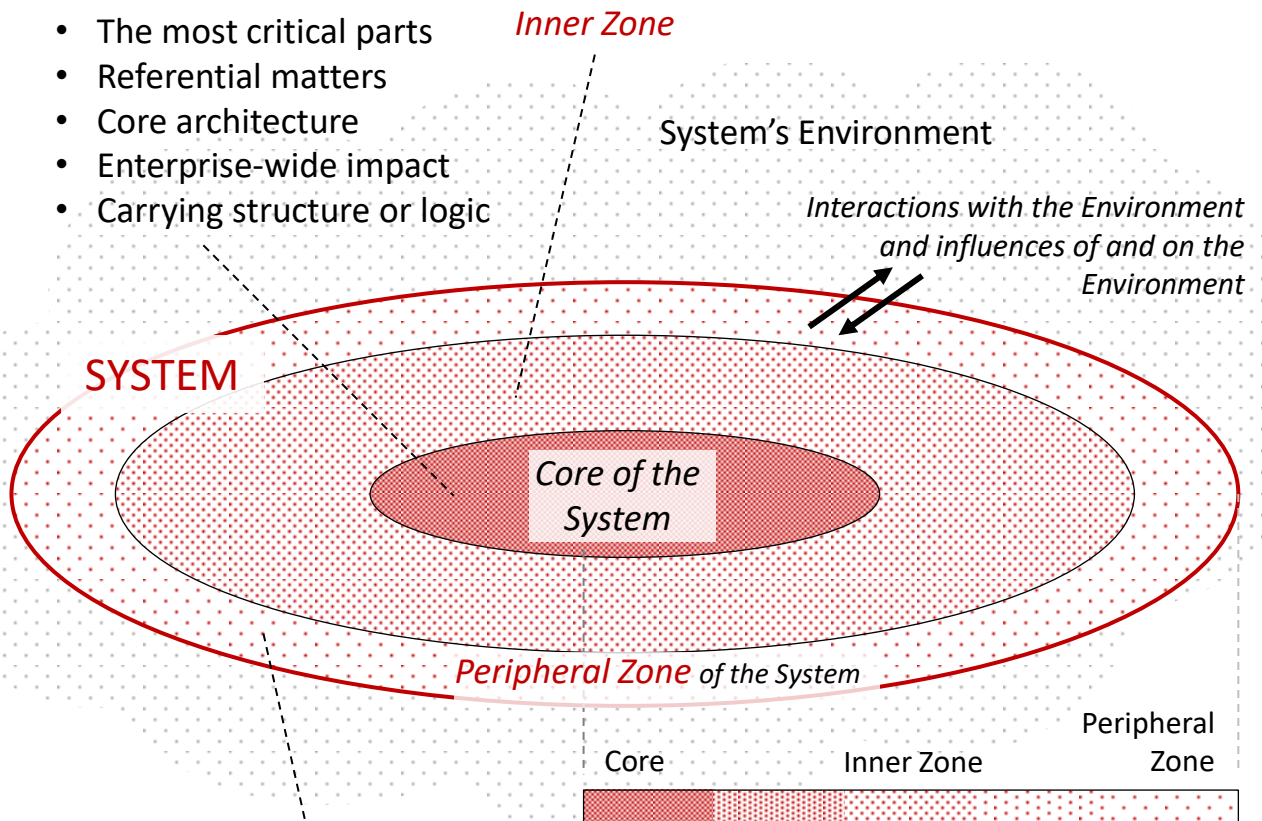 • The most critical parts
• Referential matters
• Core architecture
• Enterprise-wide impact
• Carrying structure or logic
Inner Zone
System’s Environment
Interactions with the Environment
and influences of and on the
Environment
SYSTEM
Core of the
System
Peripheral Zone of the System
Core
Inner Zone
Peripheral
Zone